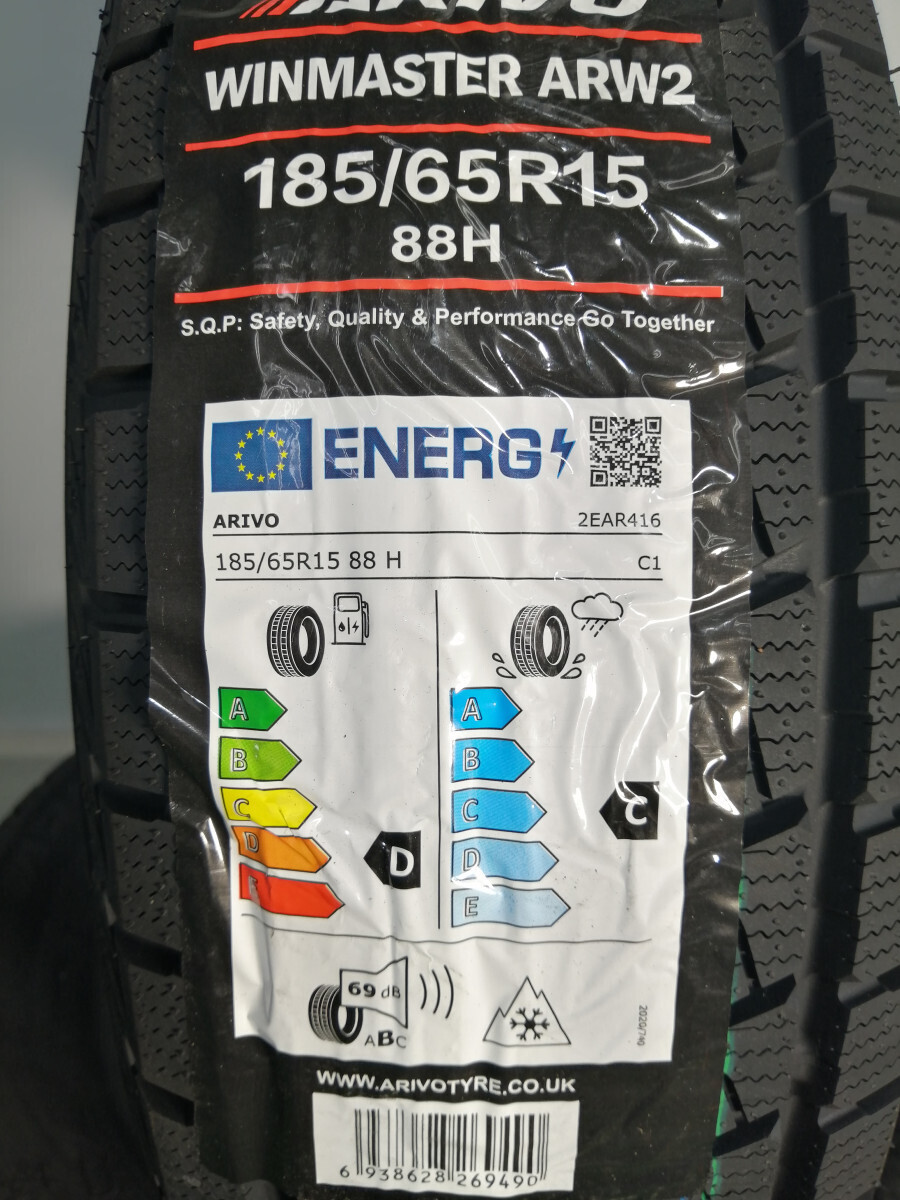 ARIVO
WINMASTER ARW2
185/65R15
88H
S.Q.P: Safety, Quality & Performance Go Together
ENERG
ARIVO 2EAR416
185/65R15 88 H C1
A A
B B
C C C
D D D
E E
69 dB
ABC
2020/740
WWW.ARIVOTYRE.CO.UK
6 938628 269490